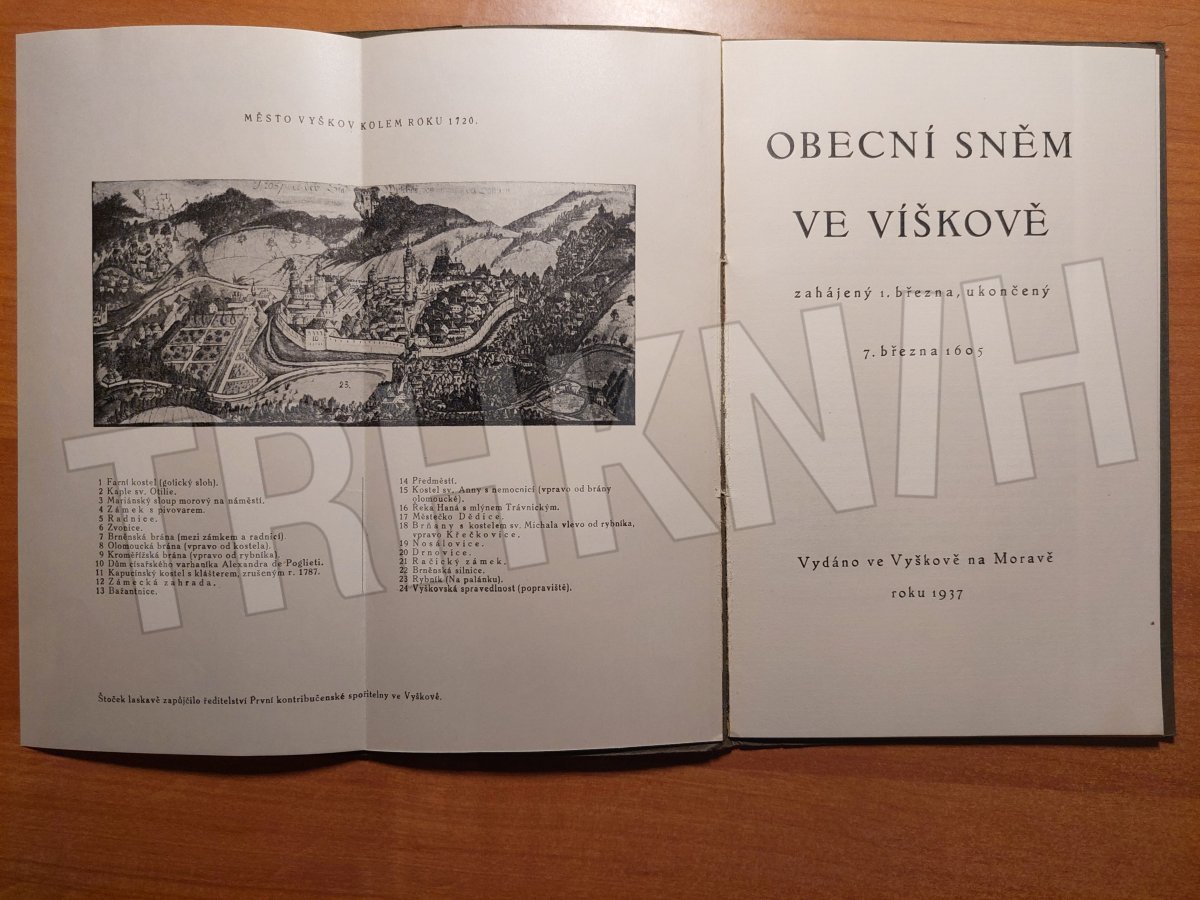 MĚSTO VYŠKOV KOLEM ROKU 1720.
23.
1 Farní kostel (gotický sloh).
2 Kaple sv. Otilie.
3 Mariánský sloup morový na náměstí.
4 Zámek s pivovarem.
5 Radnice.
6 Zvonice.
7 Brněnská brána (mezi zámkem a radnicí)
8 Olomoucká brána (vpravo od kostela).
9 Kroměřížská brána (vpravo od rybníka).
10 Dům císařského varhaníka Alexandra de Poglieti.
11 Kapucínský kostel s klášterem, zrušeným r. 1787.
12 Zámecká zahrada.
13 Bažantnice.
14 Předměstí.
15 Kostel sv. Anny s nemocnicí (vpravo od brány
olomoucké).
16 Řeka Haná s mlýnem Trávnickým.
17 Městečko Dědice.
18 Brňany s kostelem sv. Michala vlevo od rybníka,
vpravo Křečkovice.
19 Nosálovice.
20 Drnovice.
21 Račický zámek.
22 Brněnská silnice.
23 Rybník (Na palánku).
24 Vyškovská spravedlnost (popraviště).
Štoček laskavě zapůjčilo ředitelství První kontribučenské spořitelny ve Vyškově.
OBECNÍ SNĚM
VE VÍŠKOVĚ
zahájený 1. března, ukončený
7. března 1605
Vydáno ve Vyškově na Moravě
roku 1937
TRHKNIH